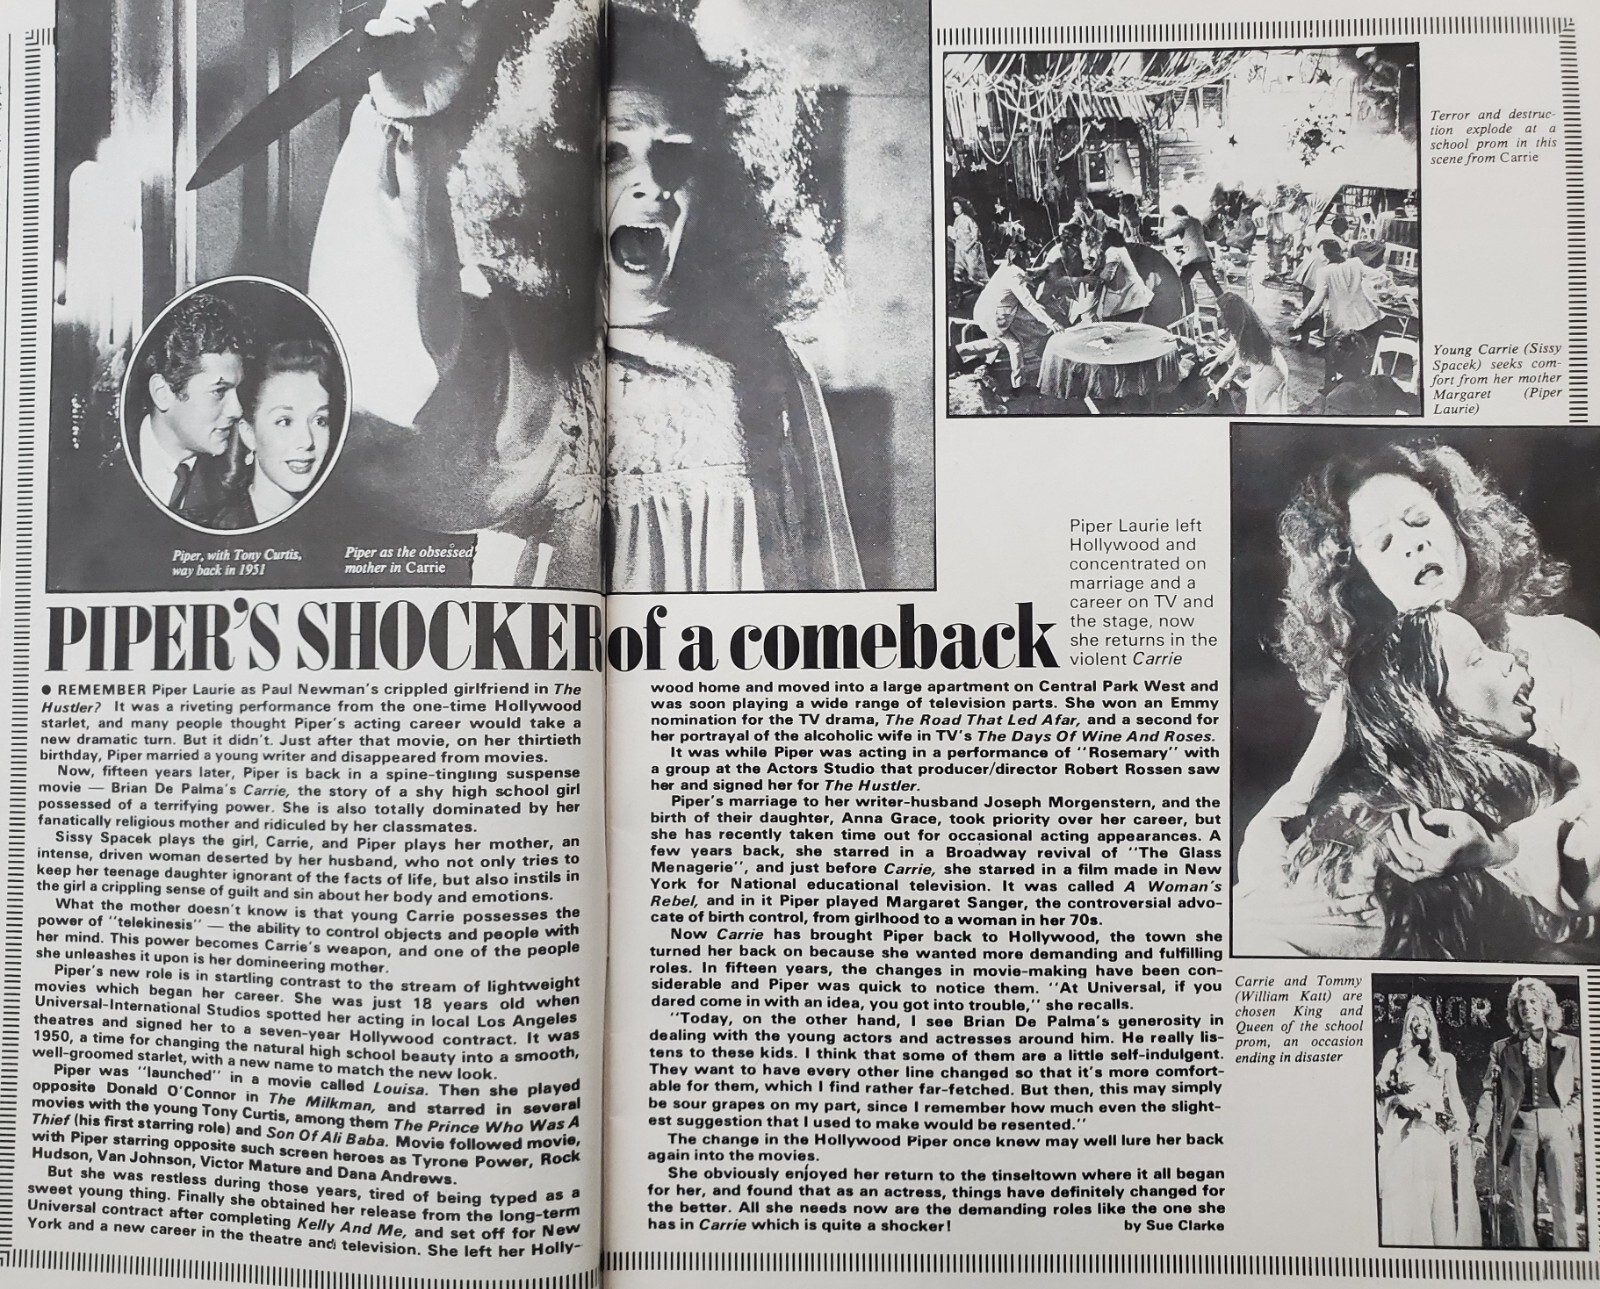 Piper, with Tony Curtis,
way back in 1951
Piper as the obsessed
mother in Carrie
Terror and destruc-
tion explode at a
school prom in this
scene from Carrie
Young Carrie (Sissy
Spacek) seeks com-
fort from her mother
Margaret (Piper
Laurie)
PIPER'S SHOCKER of a comeback
Piper Laurie left
Hollywood and
concentrated on
marriage and a
career on TV and
the stage, now
she returns in the
violent Carrie
● REMEMBER Piper Laurie as Paul Newman's crippled girlfriend in The
Hustler? It was a riveting performance from the one-time Hollywood
starlet, and many people thought Piper's acting career would take a
new dramatic turn. But it didn't. Just after that movie, on her thirtieth
birthday, Piper married a young writer and disappeared from movies.
Now, fifteen years later, Piper is back in a spine-tingling suspense
movie — Brian De Palma's Carrie, the story of a shy high school girl
possessed of a terrifying power. She is also totally dominated by her
fanatically religious mother and ridiculed by her classmates.
Sissy Spacek plays the girl, Carrie, and Piper plays her mother, an
intense, driven woman deserted by her husband, who not only tries to
keep her teenage daughter ignorant of the facts of life, but also instils in
the girl a crippling sense of guilt and sin about her body and emotions.
What the mother doesn't know is that young Carrie possesses the
power of "telekinesis" — the ability to control objects and people with
her mind. This power becomes Carrie's weapon, and one of the people
she unleashes it upon is her domineering mother.
Piper's new role is in startling contrast to the stream of lightweight
movies which began her career. She was just 18 years old when
Universal-International Studios spotted her acting in local Los Angeles
theatres and signed her to a seven-year Hollywood contract. It was
1950, a time for changing the natural high school beauty into a smooth,
well-groomed starlet, with a new name to match the new look.
Piper was "launched" in a movie called Louisa. Then she played
opposite Donald O'Connor in The Milkman, and starred in several
movies with the young Tony Curtis, among them The Prince Who Was A
Thief (his first starring role) and Son Of Ali Baba. Movie followed movie,
with Piper starring opposite such screen heroes as Tyrone Power, Rock
Hudson, Van Johnson, Victor Mature and Dana Andrews.
But she was restless during those years, tired of being typed as a
sweet young thing. Finally she obtained her release from the long-term
Universal contract after completing Kelly And Me, and set off for New
York and a new career in the theatre and television. She left her Holly-
wood home and moved into a large apartment on Central Park West and
was soon playing a wide range of television parts. She won an Emmy
nomination for the TV drama, The Road That Led Afar, and a second for
her portrayal of the alcoholic wife in TV's The Days Of Wine And Roses.
It was while Piper was acting in a performance of "Rosemary" with
a group at the Actors Studio that producer/director Robert Rossen saw
her and signed her for The Hustler.
Piper's marriage to her writer-husband Joseph Morgenstern, and the
birth of their daughter, Anna Grace, took priority over her career, but
she has recently taken time out for occasional acting appearances. A
few years back, she starred in a Broadway revival of "The Glass
Menagerie", and just before Carrie, she starred in a film made in New
York for National educational television. It was called A Woman's
Rebel, and in it Piper played Margaret Sanger, the controversial advo-
cate of birth control, from girlhood to a woman in her 70s.
Now Carrie has brought Piper back to Hollywood, the town she
turned her back on because she wanted more demanding and fulfilling
roles. In fifteen years, the changes in movie-making have been con-
siderable and Piper was quick to notice them. "At Universal, if you
dared come in with an idea, you got into trouble," she recalls.
"Today, on the other hand, I see Brian De Palma's generosity in
dealing with the young actors and actresses around him. He really lis-
tens to these kids. I think that some of them are a little self-indulgent.
They want to have every other line changed so that it's more comfort-
able for them, which I find rather far-fetched. But then, this may simply
be sour grapes on my part, since I remember how much even the slight-
est suggestion that I used to make would be resented."
The change in the Hollywood Piper once knew may well lure her back
again into the movies.
She obviously enjoyed her return to the tinseltown where it all began
for her, and found that as an actress, things have definitely changed for
the better. All she needs now are the demanding roles like the one she
has in Carrie which is quite a shocker! by Sue Clarke
Carrie and Tommy
(William Katt) are
chosen King and
Queen of the school
prom, an occasion
ending in disaster
SENIOR